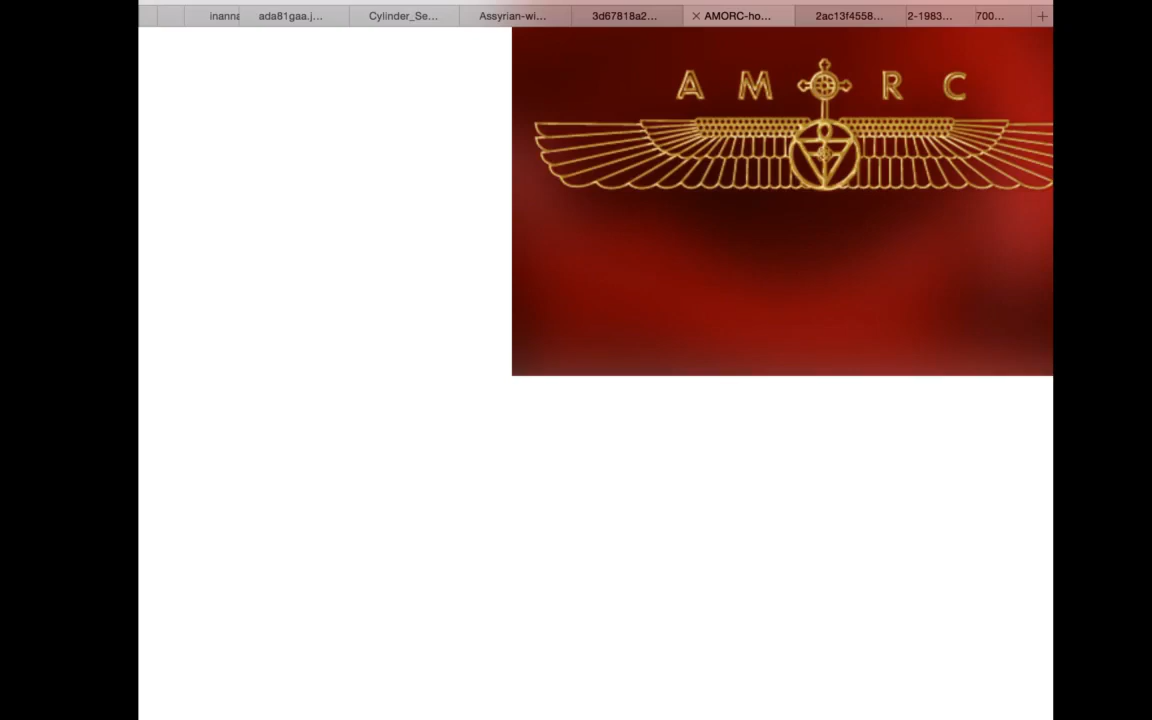 inanna
ada81gaa.j...
Cylinder_Se...
Assyrian-wi...
3d67818a2...
AMORC-ho...
2ac13f4558...
2-1983...
700...
A M R C